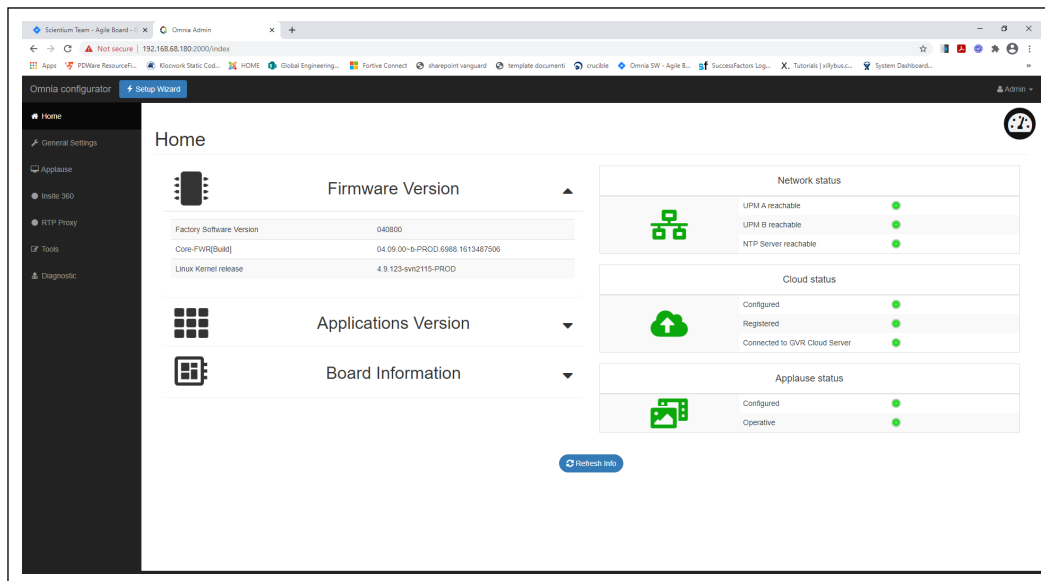 Scientium Team - Agile Board - C
Omnia Admin
Not secure | 192.168.68.180:2000/index
Apps
PDWare ResourceFi...
Klocwork Static Cod...
HOME
Global Engineering...
Fortive Connect
sharepoint vanguard
template documenti
crucible
Omnia SW - Agile B...
SuccessFactors Log...
Tutorials | xillybus.c...
System Dashboard...
Omnia configurator
Setup Wizard
Admin
Home
General Settings
Applause
Insite 360
RTP Proxy
Tools
Diagnostic
Home
Firmware Version
Factory Software Version 040800
Core-FWR[Build] 04.09.00~b-PROD.6988.1613487506
Linux Kernel release 4.9.123-svn2115-PROD
Applications Version
Board Information
Network status
UPM A reachable
UPM B reachable
NTP Server reachable
Cloud status
Configured
Registered
Connected to GVR Cloud Server
Applause status
Configured
Operative
Refresh Info